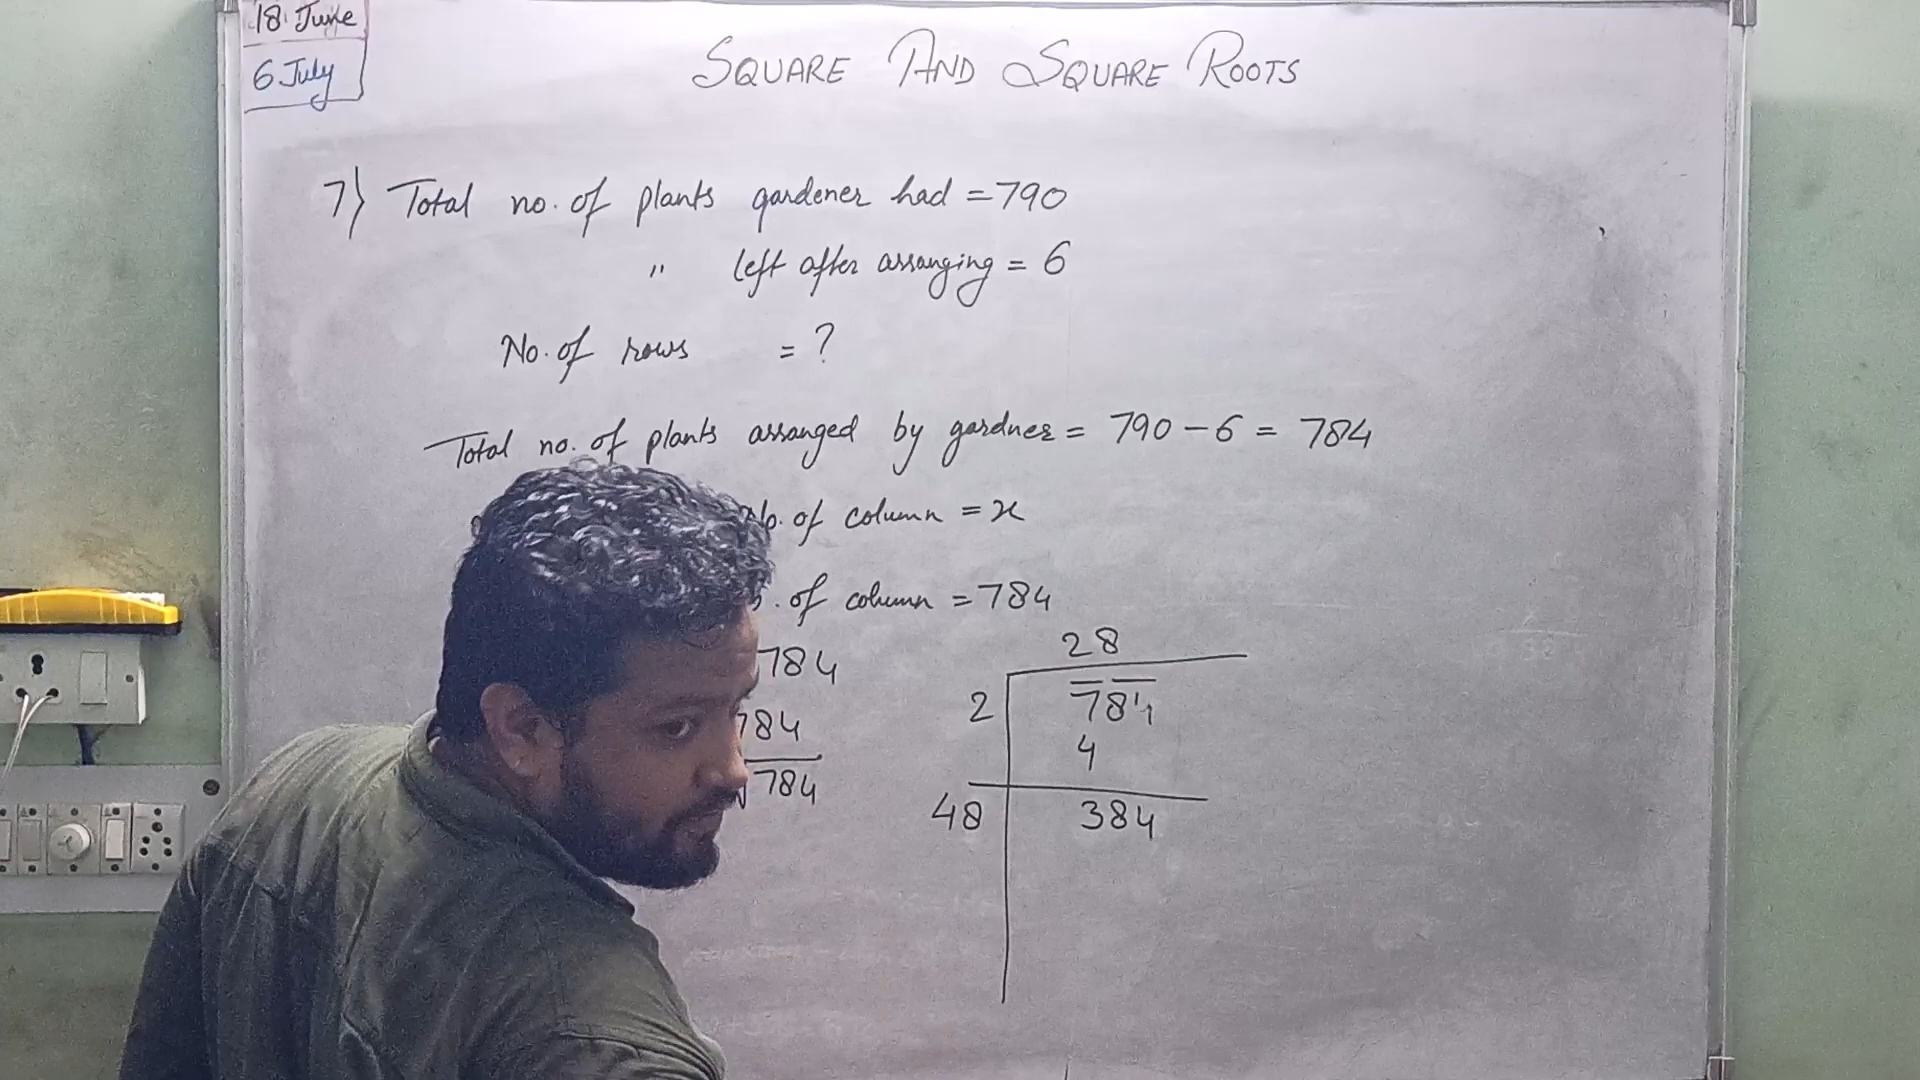 18 June
6 July
SQUARE AND SQUARE ROOTS
7) Total no. of plants gardener had = 790
" left after arranging = 6
No. of rows = ?
Total no. of plants arranged by gardner = 790 - 6 = 784
No. of column = x
of column = 784
784
784
√784
28
2 784
4
48 384